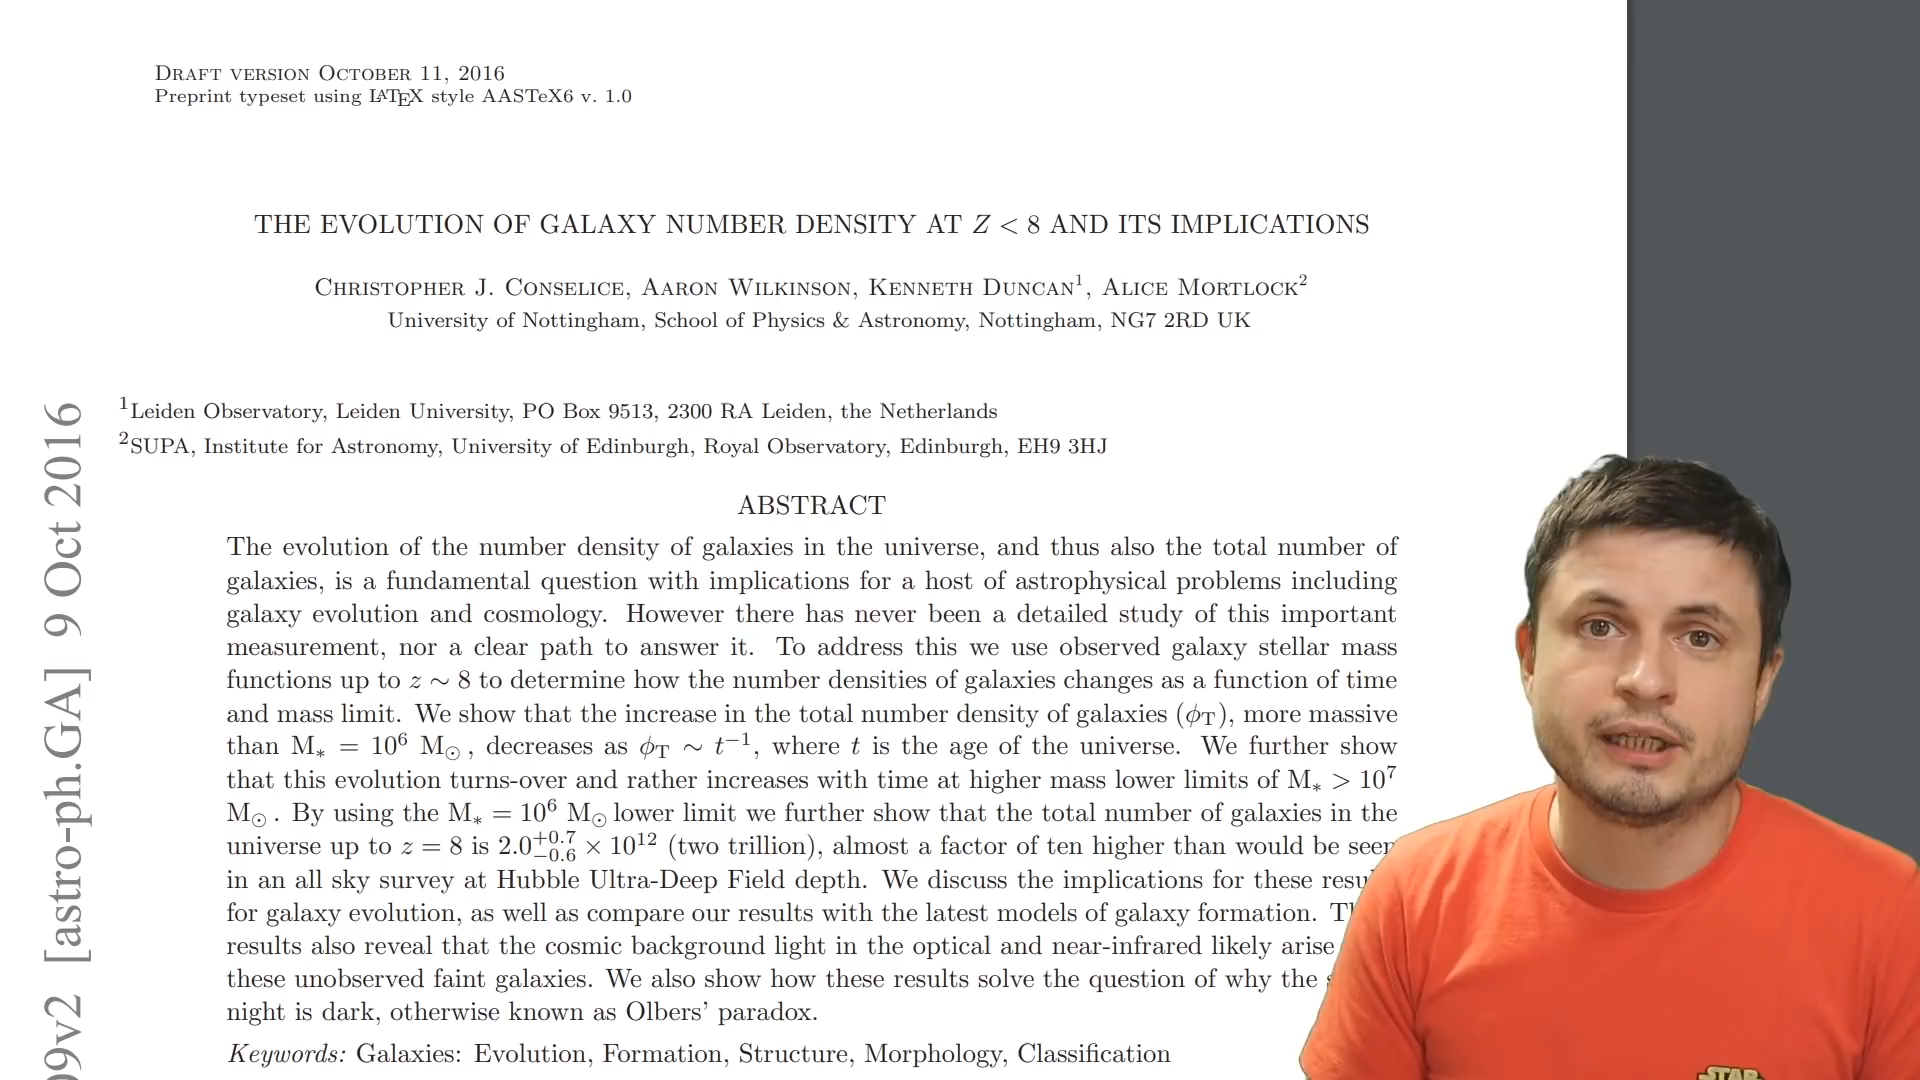 DRAFT VERSION OCTOBER 11, 2016
Preprint typeset using LATEX style AASTeX6 v. 1.0
THE EVOLUTION OF GALAXY NUMBER DENSITY AT Z < 8 AND ITS IMPLICATIONS
CHRISTOPHER J. CONSELICE, AARON WILKINSON, KENNETH DUNCAN¹, ALICE MORTLOCK²
University of Nottingham, School of Physics & Astronomy, Nottingham, NG7 2RD UK
¹Leiden Observatory, Leiden University, PO Box 9513, 2300 RA Leiden, the Netherlands
²SUPA, Institute for Astronomy, University of Edinburgh, Royal Observatory, Edinburgh, EH9 3HJ
ABSTRACT
The evolution of the number density of galaxies in the universe, and thus also the total number of
galaxies, is a fundamental question with implications for a host of astrophysical problems including
galaxy evolution and cosmology. However there has never been a detailed study of this important
measurement, nor a clear path to answer it. To address this we use observed galaxy stellar mass
functions up to z ∼ 8 to determine how the number densities of galaxies changes as a function of time
and mass limit. We show that the increase in the total number density of galaxies (ϕT), more massive
than M∗ = 10⁶ M⊙, decreases as ϕT ∼ t⁻¹, where t is the age of the universe. We further show
that this evolution turns-over and rather increases with time at higher mass lower limits of M∗ > 10⁷
M⊙. By using the M∗ = 10⁶ M⊙ lower limit we further show that the total number of galaxies in the
universe up to z = 8 is 2.0+0.7−0.6 × 10¹² (two trillion), almost a factor of ten higher than would be seen
in an all sky survey at Hubble Ultra-Deep Field depth. We discuss the implications for these
for galaxy evolution, as well as compare our results with the latest models of galaxy formation.
results also reveal that the cosmic background light in the optical and near-infrared likely arise
these unobserved faint galaxies. We also show how these results solve the question of why the
night is dark, otherwise known as Olbers' paradox.
Keywords: Galaxies: Evolution, Formation, Structure, Morphology, Classification
09v2 [astro-ph.GA] 9 Oct 2016
STAR